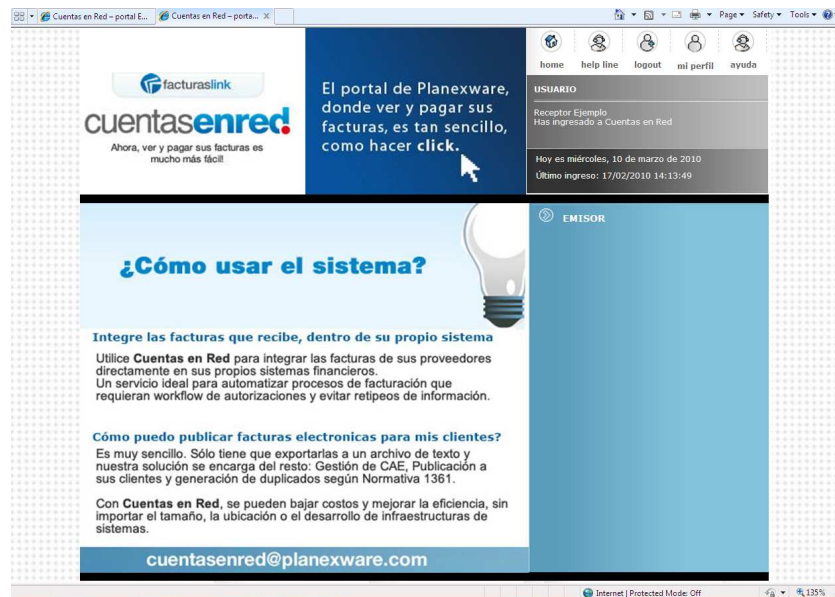 Cuentas en Red – portal E...
Cuentas en Red – porta... X
Page
Safety
Tools
facturaslink
cuentasenred.
Ahora, ver y pagar sus facturas es
mucho más fácil!
El portal de Planexware,
donde ver y pagar sus
facturas, es tan sencillo,
como hacer click.
home
help line
logout
mi perfil
ayuda
USUARIO
Receptor Ejemplo
Has ingresado a Cuentas en Red
Hoy es miércoles, 10 de marzo de 2010
Último ingreso: 17/02/2010 14:13:49
¿Cómo usar el sistema?
EMISOR
Integre las facturas que recibe, dentro de su propio sistema
Utilice Cuentas en Red para integrar las facturas de sus proveedores
directamente en sus propios sistemas financieros.
Un servicio ideal para automatizar procesos de facturación que
requieran workflow de autorizaciones y evitar retipeos de información.
Cómo puedo publicar facturas electronicas para mis clientes?
Es muy sencillo. Sólo tiene que exportarlas a un archivo de texto y
nuestra solución se encarga del resto: Gestión de CAE, Publicación a
sus clientes y generación de duplicados según Normativa 1361.
Con Cuentas en Red, se pueden bajar costos y mejorar la eficiencia, sin
importar el tamaño, la ubicación o el desarrollo de infraestructuras de
sistemas.
cuentasenred@planexware.com
Internet | Protected Mode: Off
135%